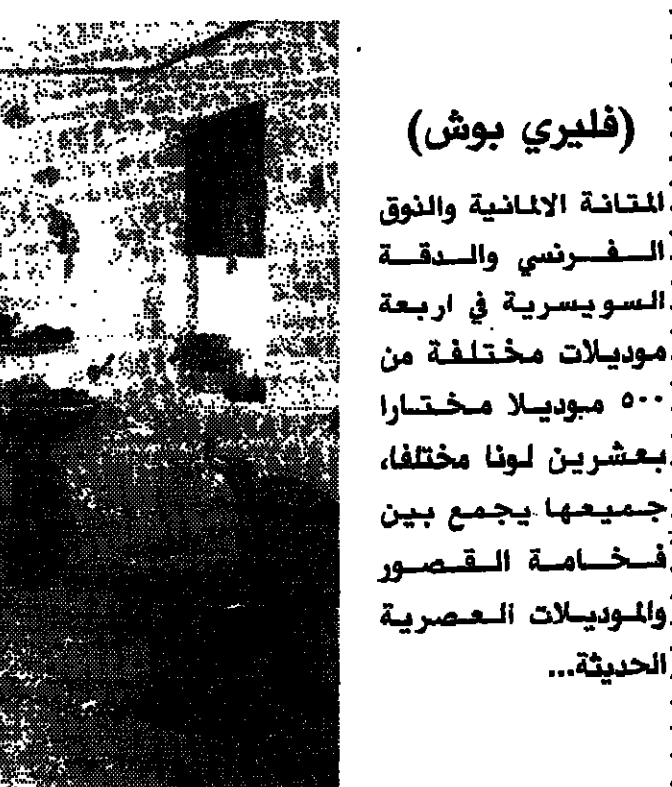 (فليري بوش)
المتانة الالمانية والذوق
الفرنسي والدقة
السويسرية في اربعة
موديلات مختلفة من
٥٠٠ موديلا مختارا
بعشرين لونا مختلفا،
جميعها يجمع بين
فخامة القصور
والموديلات العصرية
الحديثة...